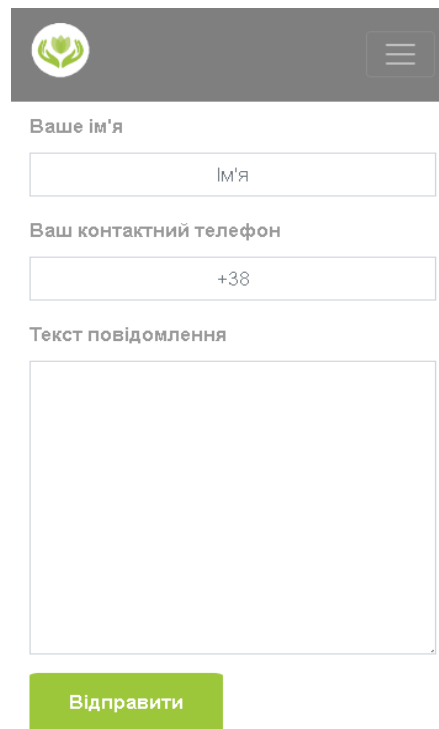 Ваше ім'я
Ім'я
Ваш контактний телефон
+38
Текст повідомлення
Відправити